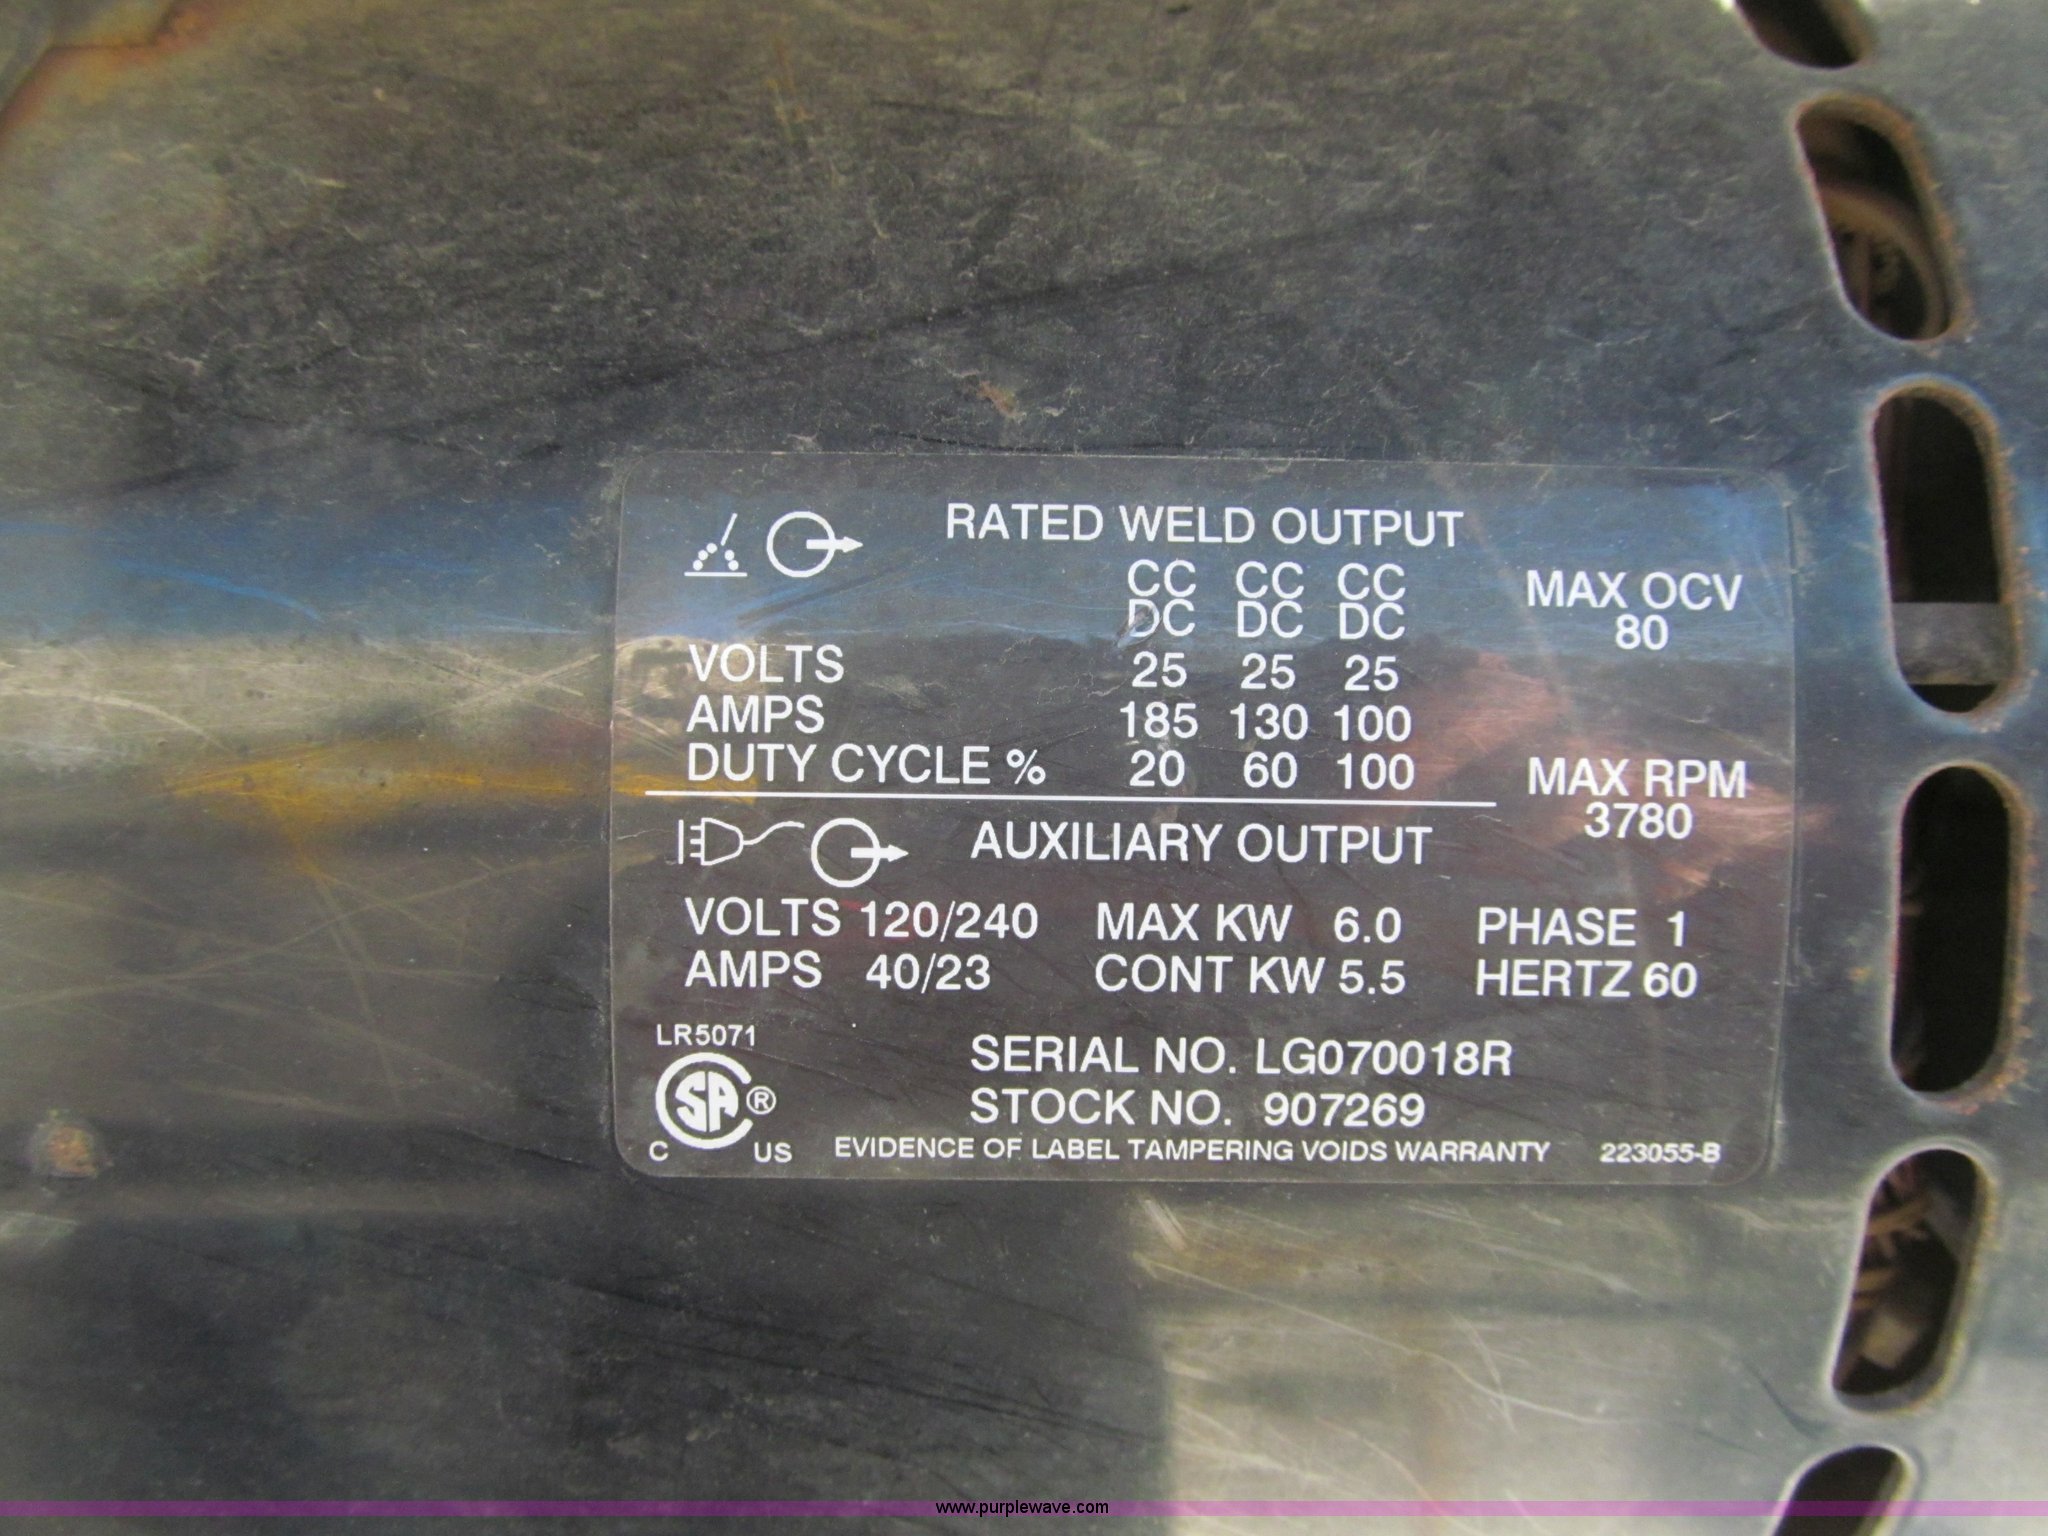 RATED WELD OUTPUT
CC CC CC
DC DC DC
MAX OCV
80
VOLTS 25 25 25
AMPS 185 130 100
DUTY CYCLE % 20 60 100
MAX RPM
3780
AUXILIARY OUTPUT
VOLTS 120/240 MAX KW 6.0 PHASE 1
AMPS 40/23 CONT KW 5.5 HERTZ 60
LR5071
SERIAL NO. LG070018R
STOCK NO. 907269
SA ®
C US
EVIDENCE OF LABEL TAMPERING VOIDS WARRANTY 223055-B
www.purplewave.com